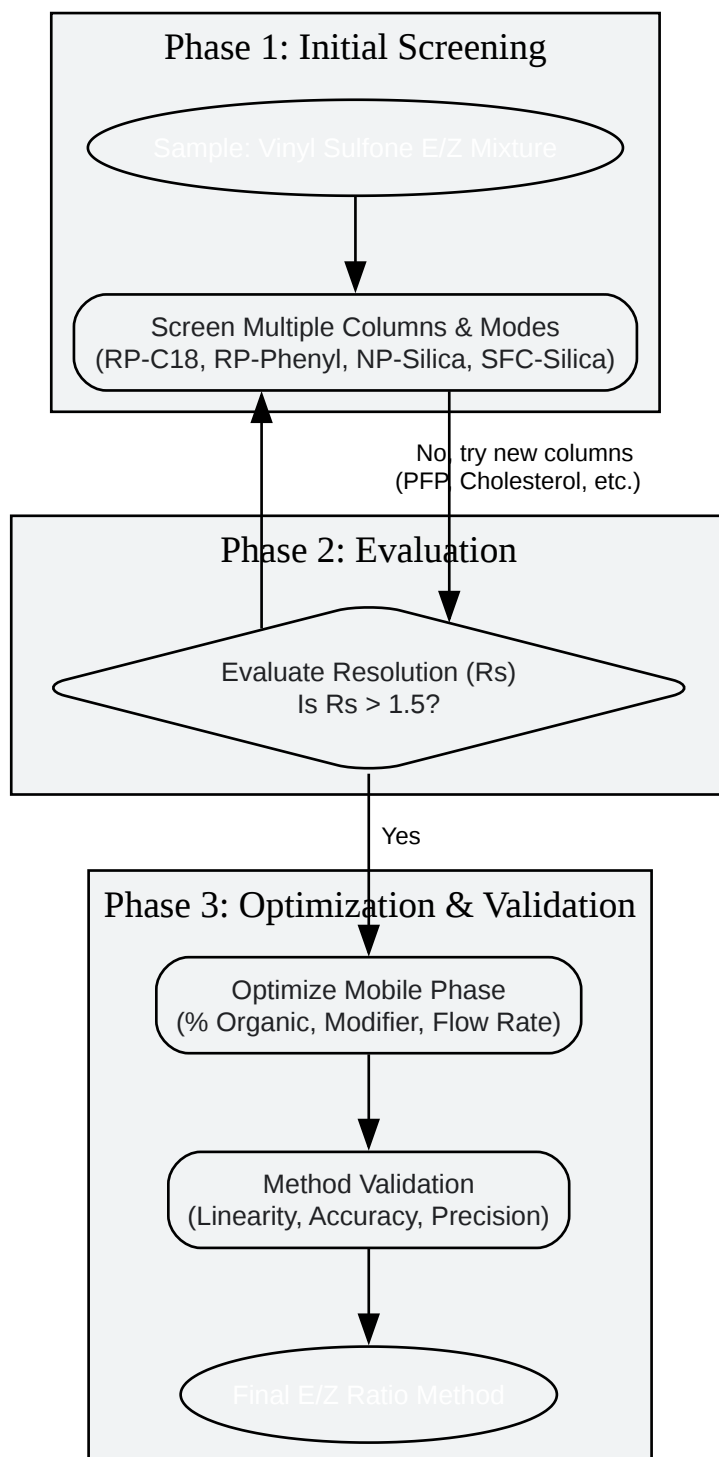 Phase 1: Initial Screening
Sample: Vinyl Sulfone E/Z Mixture
Screen Multiple Columns & Modes
(RP-C18, RP-Phenyl, NP-Silica, SFC-Silica)
No, try new columns
(PFP, Cholesterol, etc.)
Phase 2: Evaluation
Evaluate Resolution (Rs)
Is Rs > 1.5?
Yes
Phase 3: Optimization & Validation
Optimize Mobile Phase
(% Organic, Modifier, Flow Rate)
Method Validation
(Linearity, Accuracy, Precision)
Final E/Z Ratio Method